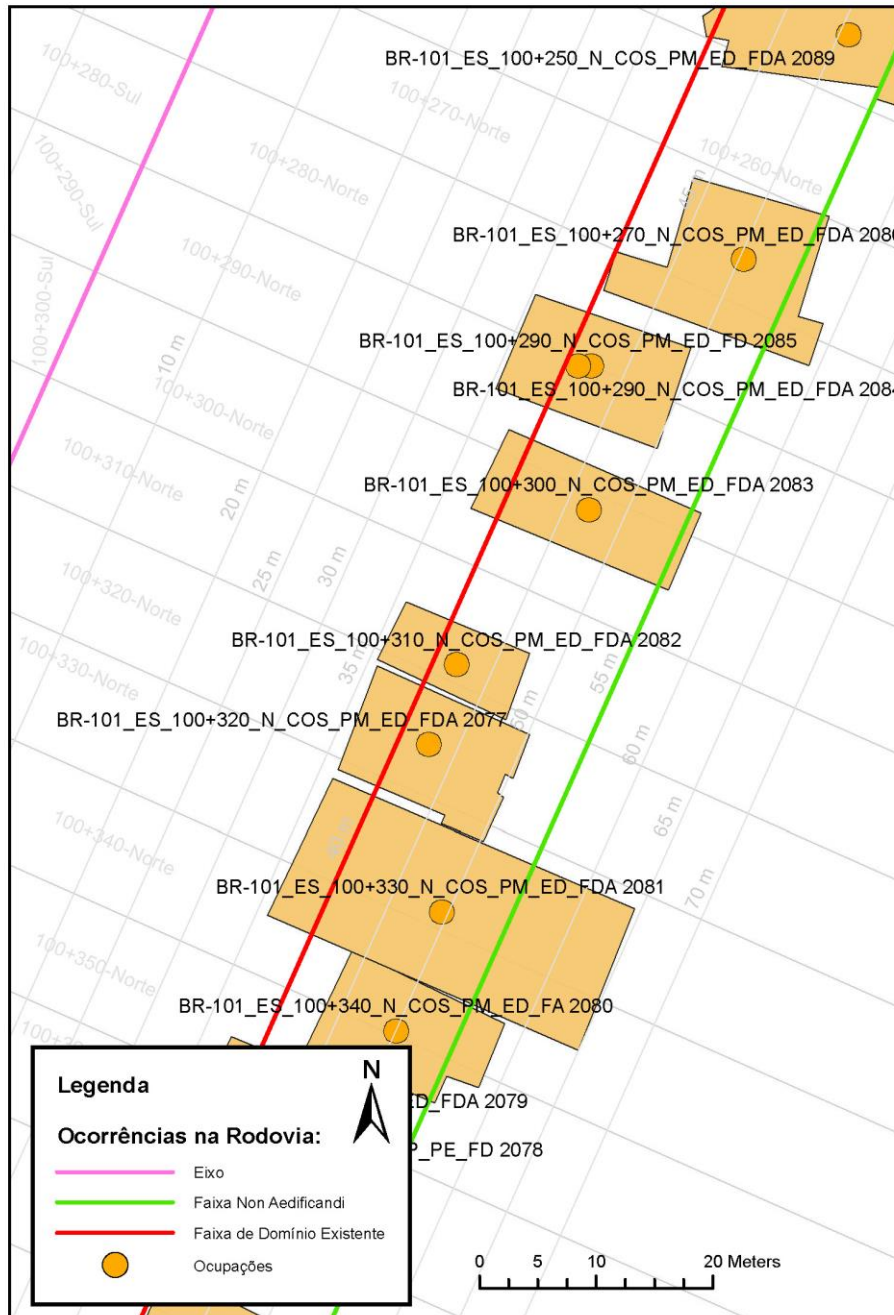 BR-101_ES_100+250_N_COS_PM_ED_FDA 2089
100+280-Sul
100+270-Norte
100+260-Norte
100+280-Norte
100+290-Sul
45 m
BR-101_ES_100+270_N_COS_PM_ED_FDA 2086
100+290-Norte
100+300-Sul
BR-101_ES_100+290_N_COS_PM_ED_FD 2085
10 m
BR-101_ES_100+290_N_COS_PM_ED_FDA 2084
100+300-Norte
100+310-Norte
BR-101_ES_100+300_N_COS_PM_ED_FDA 2083
20 m
25 m
30 m
100+320-Norte
BR-101_ES_100+310_N_COS_PM_ED_FDA 2082
35 m
55 m
100+330-Norte
50 m
BR-101_ES_100+320_N_COS_PM_ED_FDA 2077
60 m
65 m
40 m
100+340-Norte
70 m
BR-101_ES_100+330_N_COS_PM_ED_FDA 2081
100+350-Norte
BR-101_ES_100+340_N_COS_PM_ED_FA 2080
Legenda
N
ED_FDA 2079
Ocorrências na Rodovia:
P_PE_FD 2078
Eixo
Faixa Non Aedificandi
Faixa de Domínio Existente
Ocupações
0 5 10 20 Meters